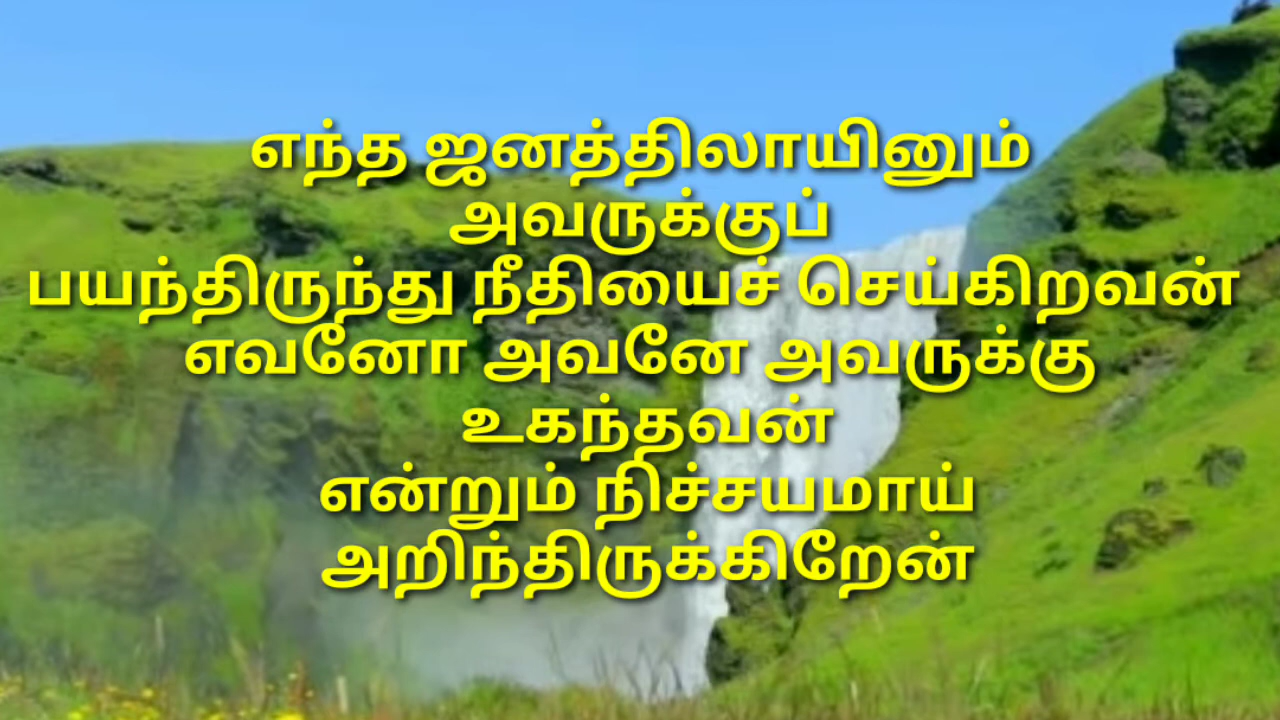 எந்த ஜனத்திலாயினும்
அவருக்குப்
பயந்திருந்து நீதியைச் செய்கிறவன்
எவனோ அவனே அவருக்கு
உகந்தவன்
என்றும் நிச்சயமாய்
அறிந்திருக்கிறேன்